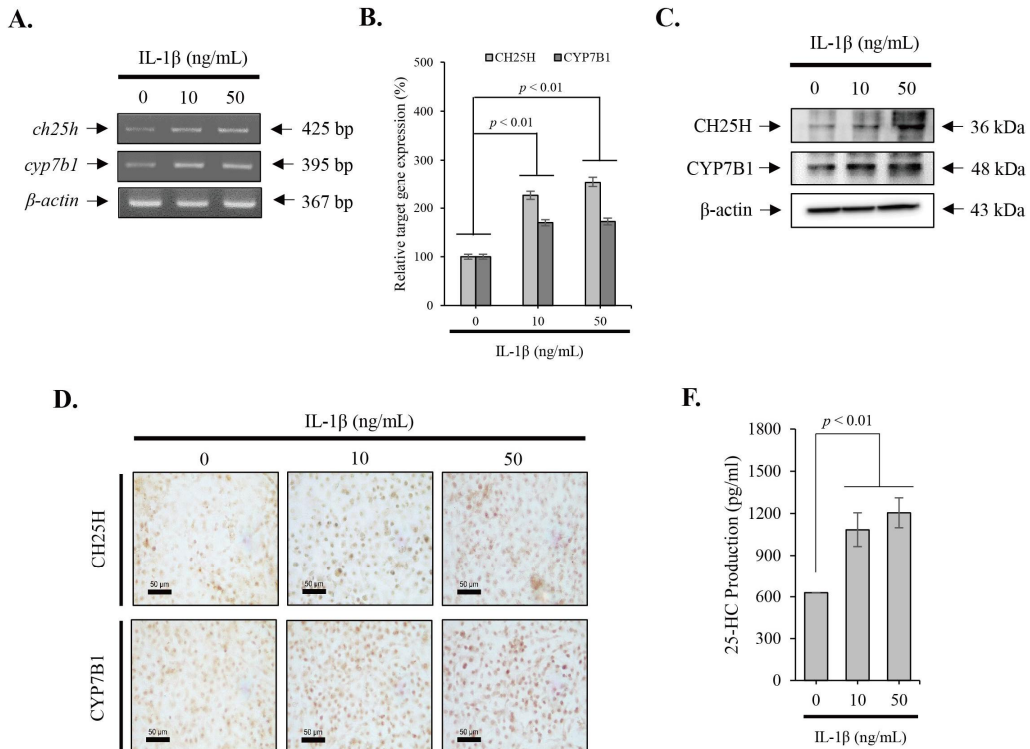 A.
IL-1β (ng/mL)
0 10 50
ch25h 425 bp
cyp7b1 395 bp
β-actin 367 bp
B.
CH25H CYP7B1
Relative target gene expression (%)
500
400
300
200
100
0
p < 0.01
p < 0.01
0 10 50
IL-1β (ng/mL)
C.
IL-1β (ng/mL)
0 10 50
CH25H 36 kDa
CYP7B1 48 kDa
β-actin 43 kDa
D.
IL-1β (ng/mL)
0 10 50
CH25H
50 μm 50 μm 50 μm
CYP7B1
50 μm 50 μm 50 μm
F.
25-HC Production (pg/ml)
1800
1500
1200
900
600
300
0
p < 0.01
0 10 50
IL-1β (ng/mL)